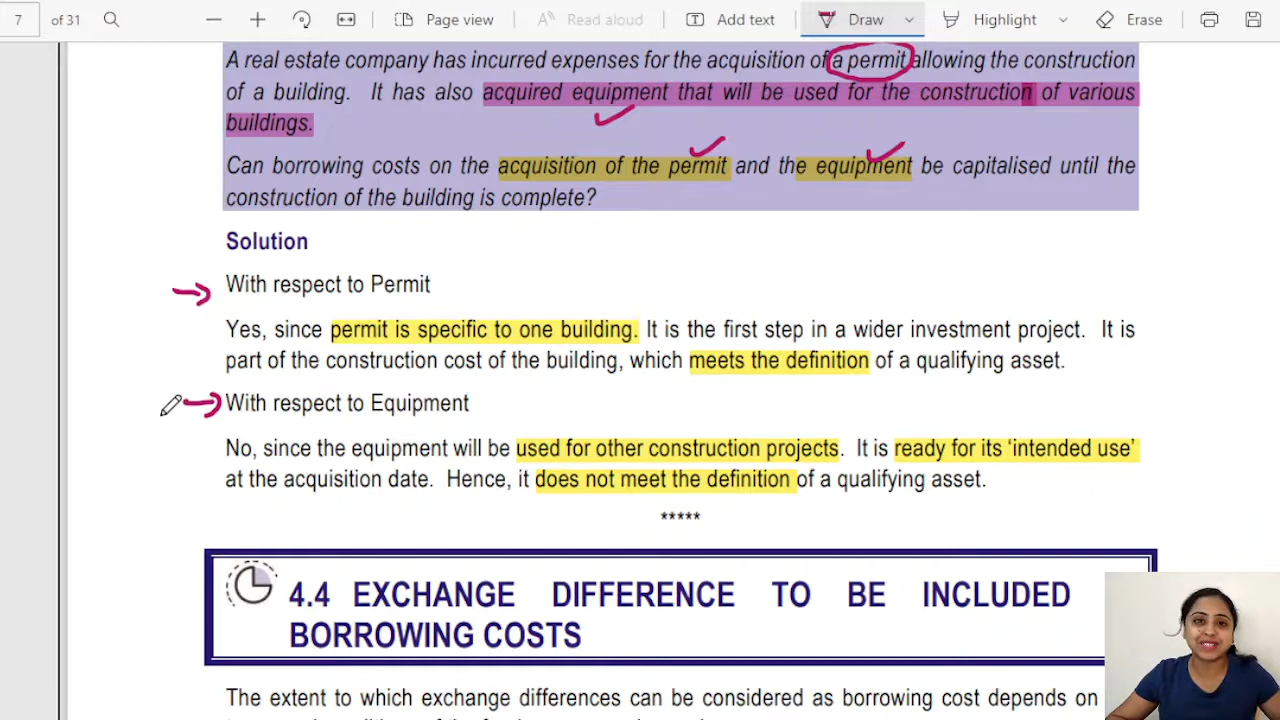 7 of 31 Page view Read aloud Add text Draw Highlight Erase
A real estate company has incurred expenses for the acquisition of a permit allowing the construction
of a building. It has also acquired equipment that will be used for the construction of various
buildings.
Can borrowing costs on the acquisition of the permit and the equipment be capitalised until the
construction of the building is complete?
Solution
With respect to Permit
Yes, since permit is specific to one building. It is the first step in a wider investment project. It is
part of the construction cost of the building, which meets the definition of a qualifying asset.
With respect to Equipment
No, since the equipment will be used for other construction projects. It is ready for its ‘intended use’
at the acquisition date. Hence, it does not meet the definition of a qualifying asset.
*****
4.4 EXCHANGE DIFFERENCE TO BE INCLUDED
BORROWING COSTS
The extent to which exchange differences can be considered as borrowing cost depends on